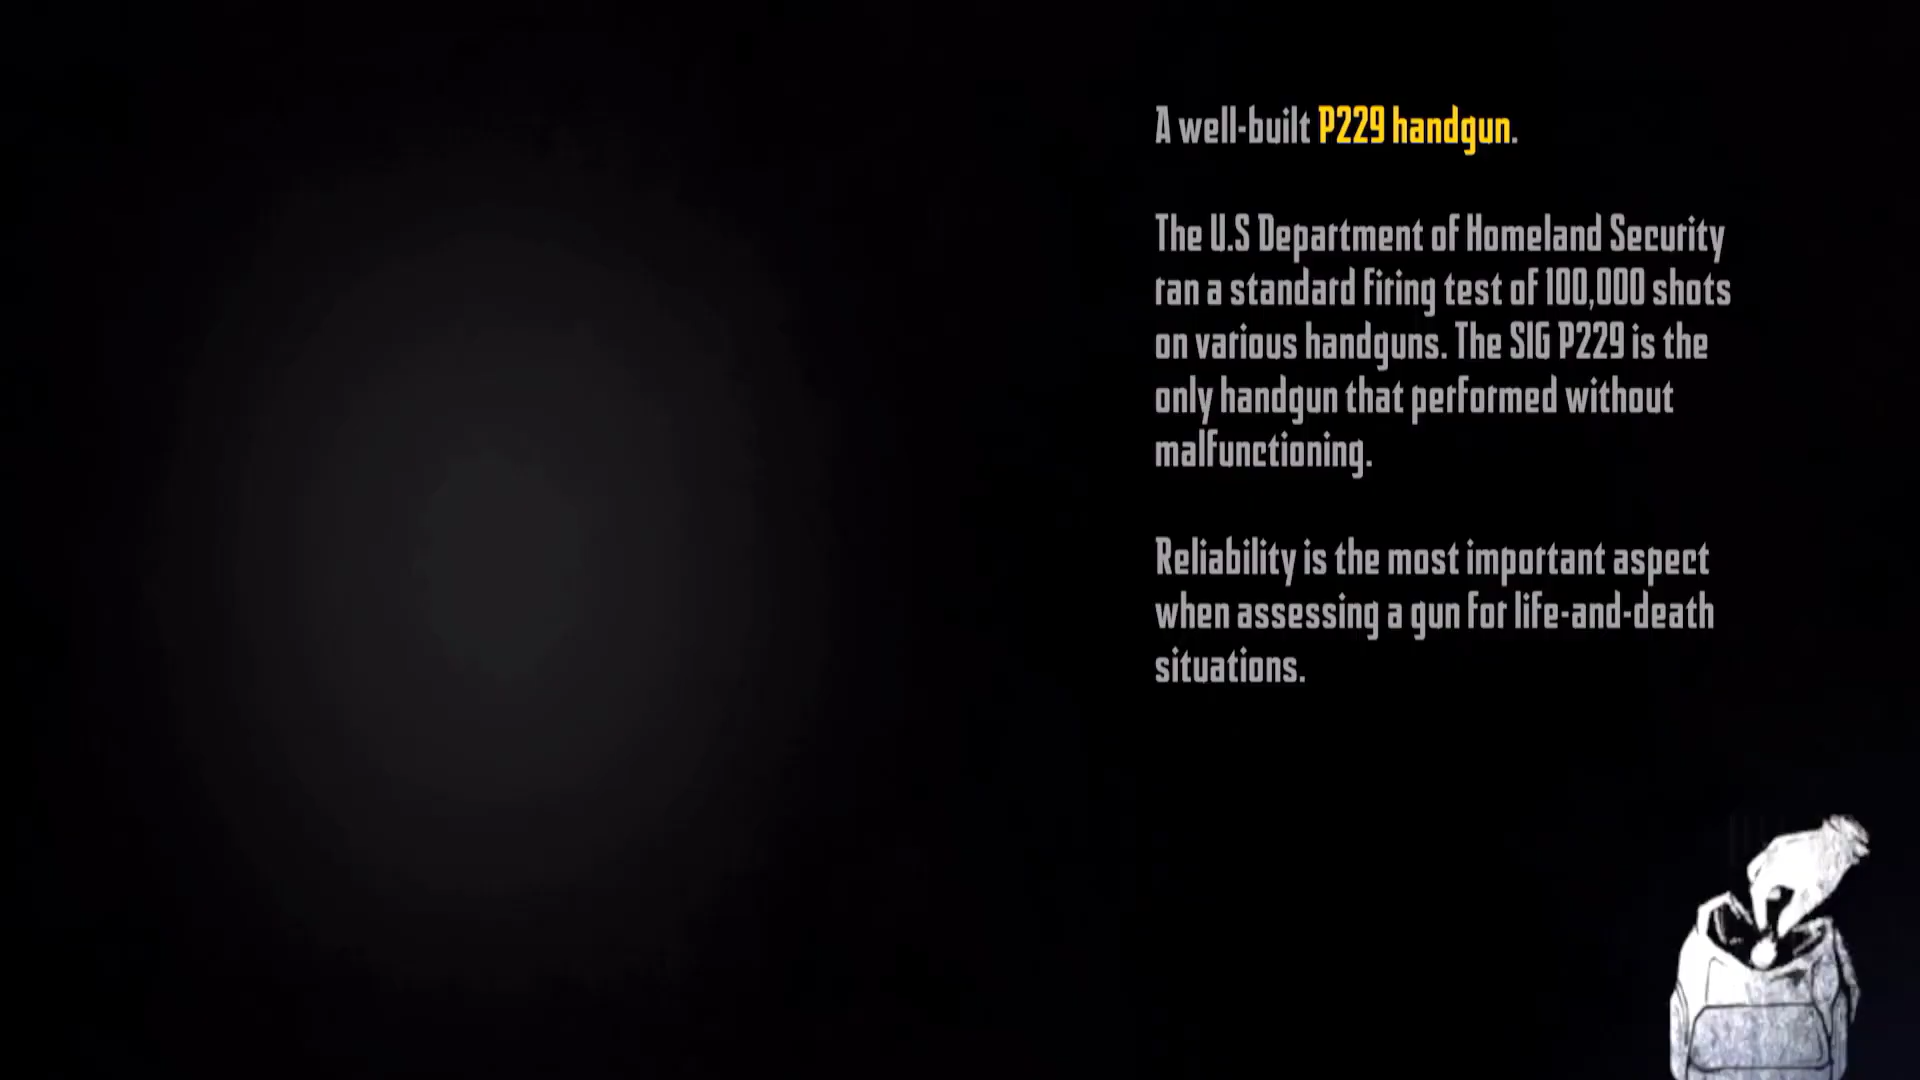 A well-built P229 handgun.
The U.S Department of Homeland Security
ran a standard firing test of 100,000 shots
on various handguns. The SIG P229 is the
only handgun that performed without
malfunctioning.
Reliability is the most important aspect
when assessing a gun for life-and-death
situations.